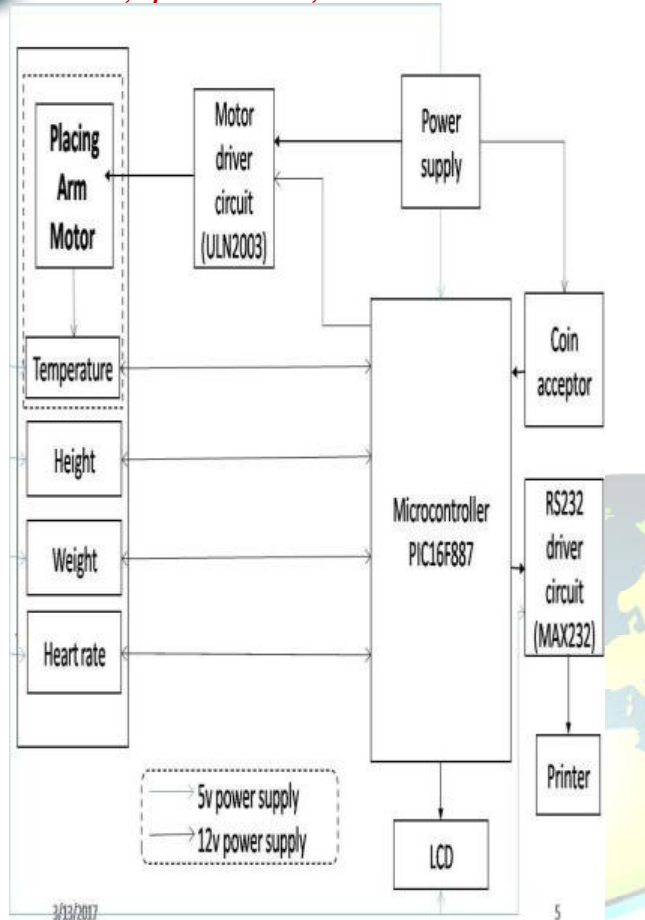 Placing
Arm
Motor
Motor
driver
circuit
(ULN2003)
Power
supply
Temperature
Coin
acceptor
Height
Microcontroller
PIC16F887
RS232
driver
circuit
(MAX232)
Weight
Heart rate
Printer
5v power supply
12v power supply
LCD
3/13/2017
5